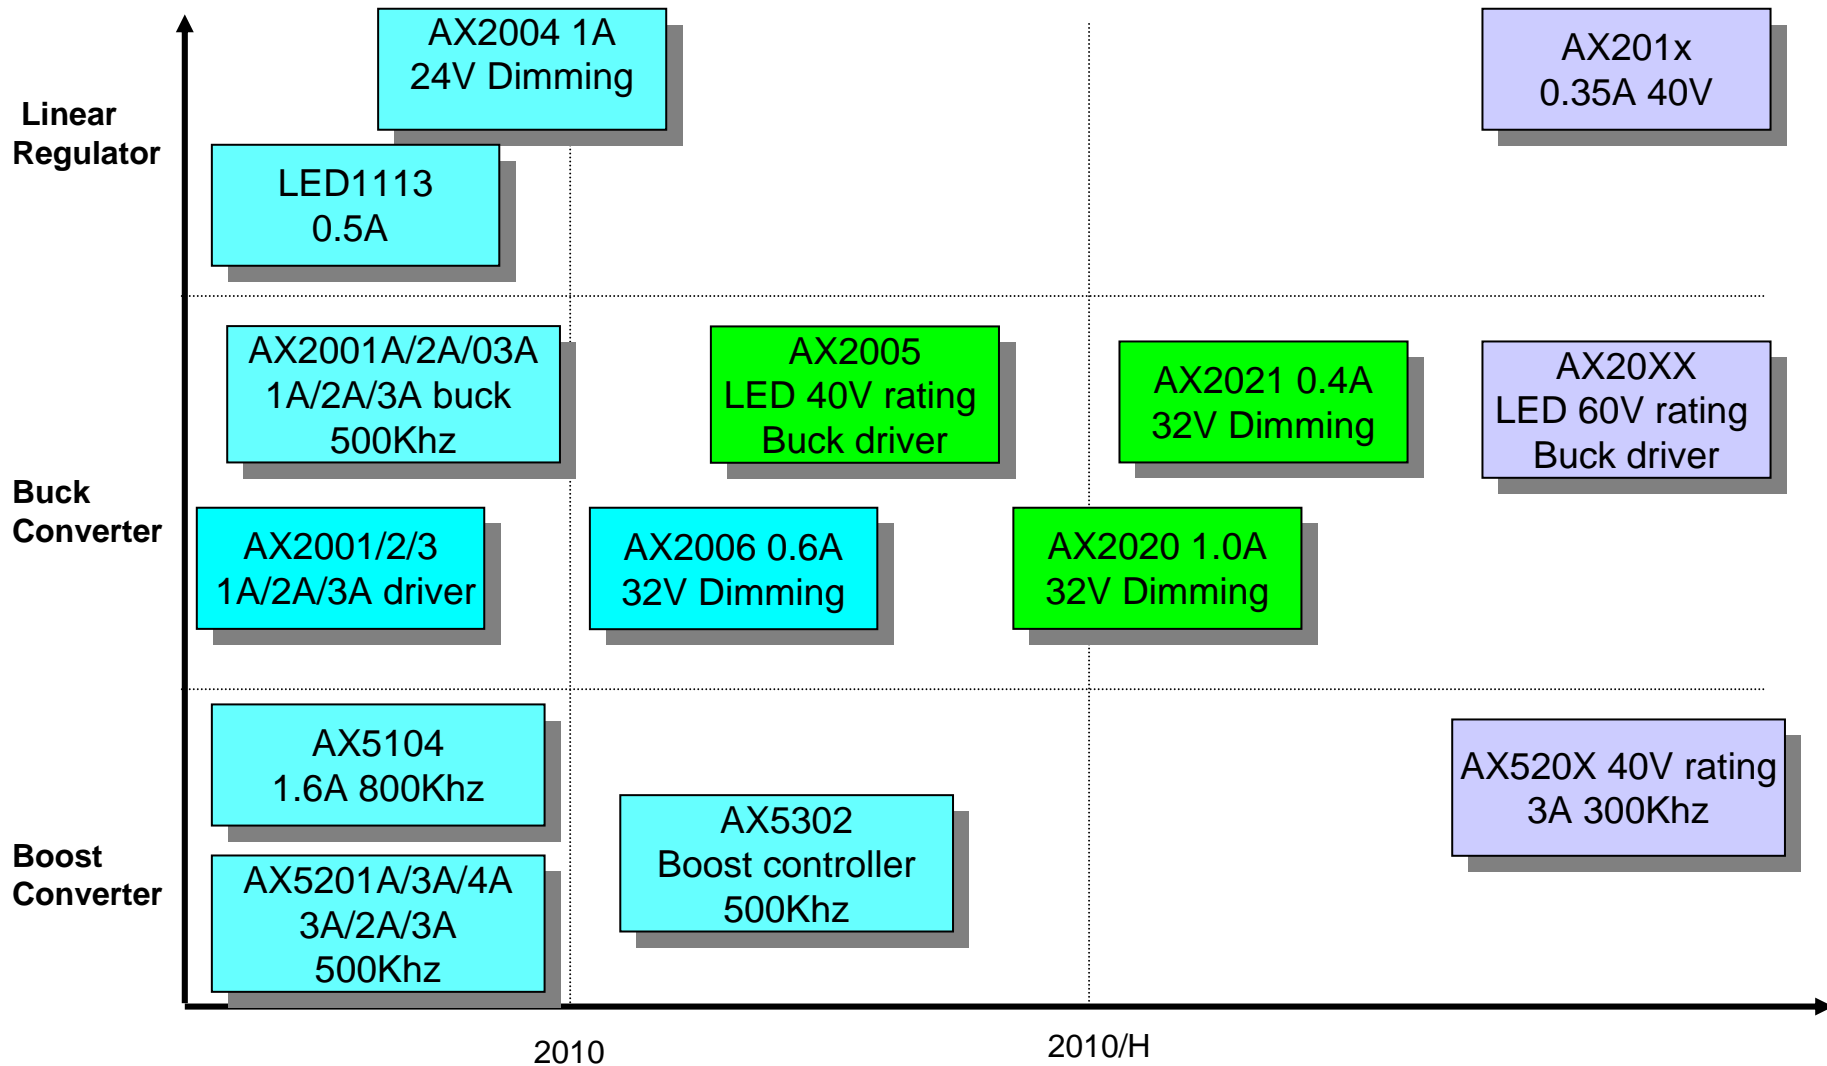 Linear
Regulator
AX2004 1A
24V Dimming
LED1113
0.5A
AX201x
0.35A 40V
Buck
Converter
AX2001A/2A/03A
1A/2A/3A buck
500Khz
AX2005
LED 40V rating
Buck driver
AX2021 0.4A
32V Dimming
AX20XX
LED 60V rating
Buck driver
AX2001/2/3
1A/2A/3A driver
AX2006 0.6A
32V Dimming
AX2020 1.0A
32V Dimming
Boost
Converter
AX5104
1.6A 800Khz
AX5201A/3A/4A
3A/2A/3A
500Khz
AX5302
Boost controller
500Khz
AX520X 40V rating
3A 300Khz
2010
2010/H